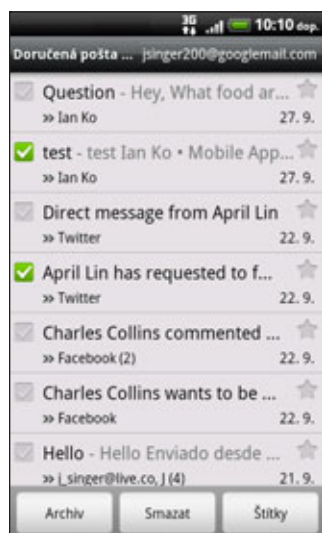 3G 10:10 dop.
Doručená pošta ... jsinger200@googlemail.com
Question - Hey, What food ar...
» Ian Ko 27. 9.
test - test Ian Ko • Mobile App...
» Ian Ko 27. 9.
Direct message from April Lin
» Twitter 22. 9.
April Lin has requested to f...
» Twitter 22. 9.
Charles Collins commented ...
» Facebook (2) 22. 9.
Charles Collins wants to be ...
» Facebook 22. 9.
Hello - Hello Enviado desde ...
» j_singer@live.co, J (4) 21. 9.
Archiv Smazat Štítky